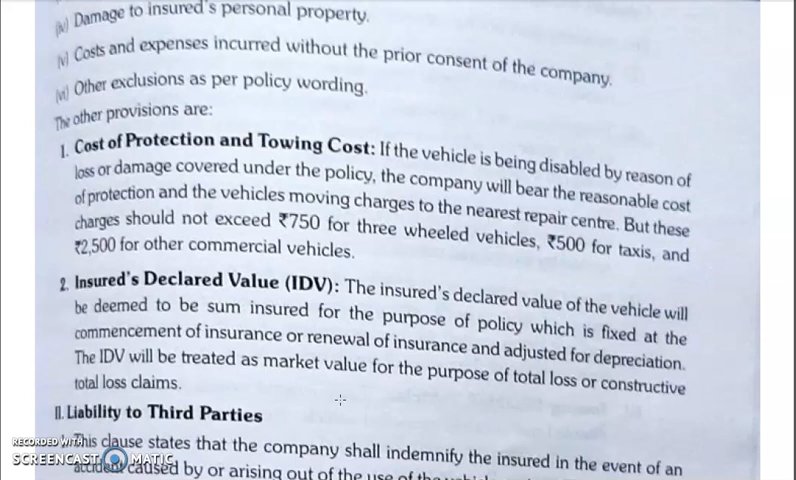 (iv) Damage to insured's personal property.
(v) Costs and expenses incurred without the prior consent of the company.
(vi) Other exclusions as per policy wording.
The other provisions are:
1. Cost of Protection and Towing Cost: If the vehicle is being disabled by reason of
loss or damage covered under the policy, the company will bear the reasonable cost
of protection and the vehicles moving charges to the nearest repair centre. But these
charges should not exceed ₹750 for three wheeled vehicles, ₹500 for taxis, and
₹2,500 for other commercial vehicles.
2. Insured's Declared Value (IDV): The insured's declared value of the vehicle will
be deemed to be sum insured for the purpose of policy which is fixed at the
commencement of insurance or renewal of insurance and adjusted for depreciation.
The IDV will be treated as market value for the purpose of total loss or constructive
total loss claims.
II. Liability to Third Parties
This clause states that the company shall indemnify the insured in the event of an
accident caused by or arising out of the use of the
RECORDED WITH
SCREENCAST MATIC